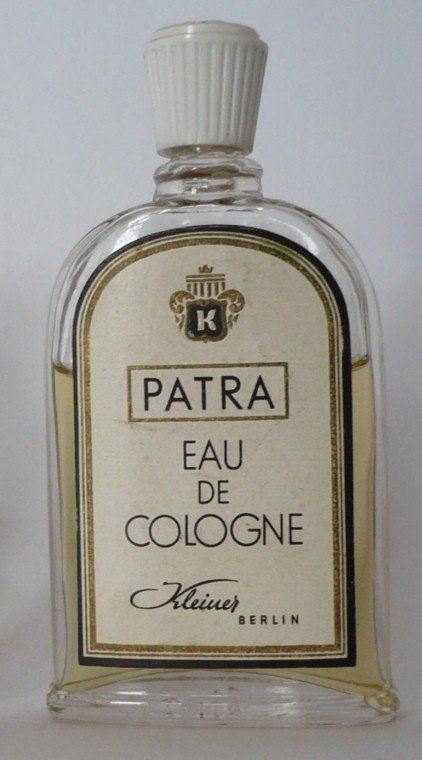 K
PATRA
EAU
DE
COLOGNE
Kleiner
BERLIN